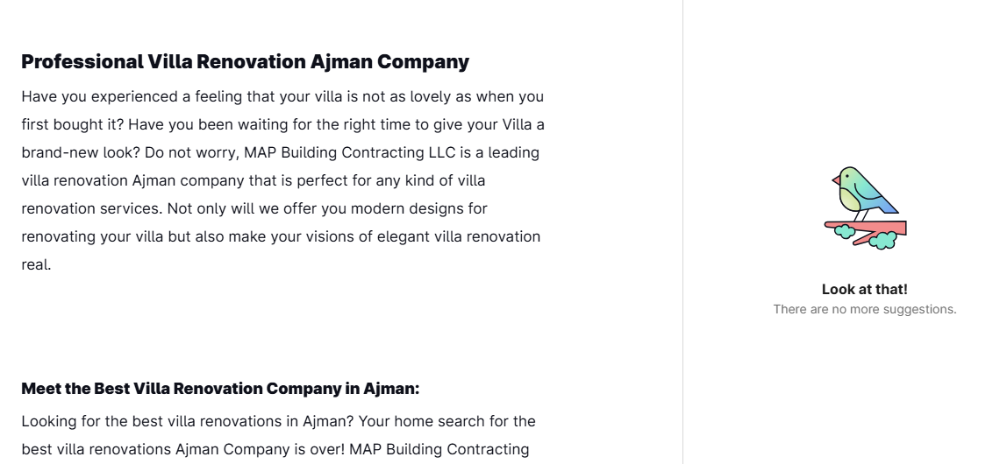 Professional Villa Renovation Ajman Company
Have you experienced a feeling that your villa is not as lovely as when you
first bought it? Have you been waiting for the right time to give your Villa a
brand-new look? Do not worry, MAP Building Contracting LLC is a leading
villa renovation Ajman company that is perfect for any kind of villa
renovation services. Not only will we offer you modern designs for
renovating your villa but also make your visions of elegant villa renovation
real.
Meet the Best Villa Renovation Company in Ajman:
Looking for the best villa renovations in Ajman? Your home search for the
best villa renovations Ajman Company is over! MAP Building Contracting
Look at that!
There are no more suggestions.